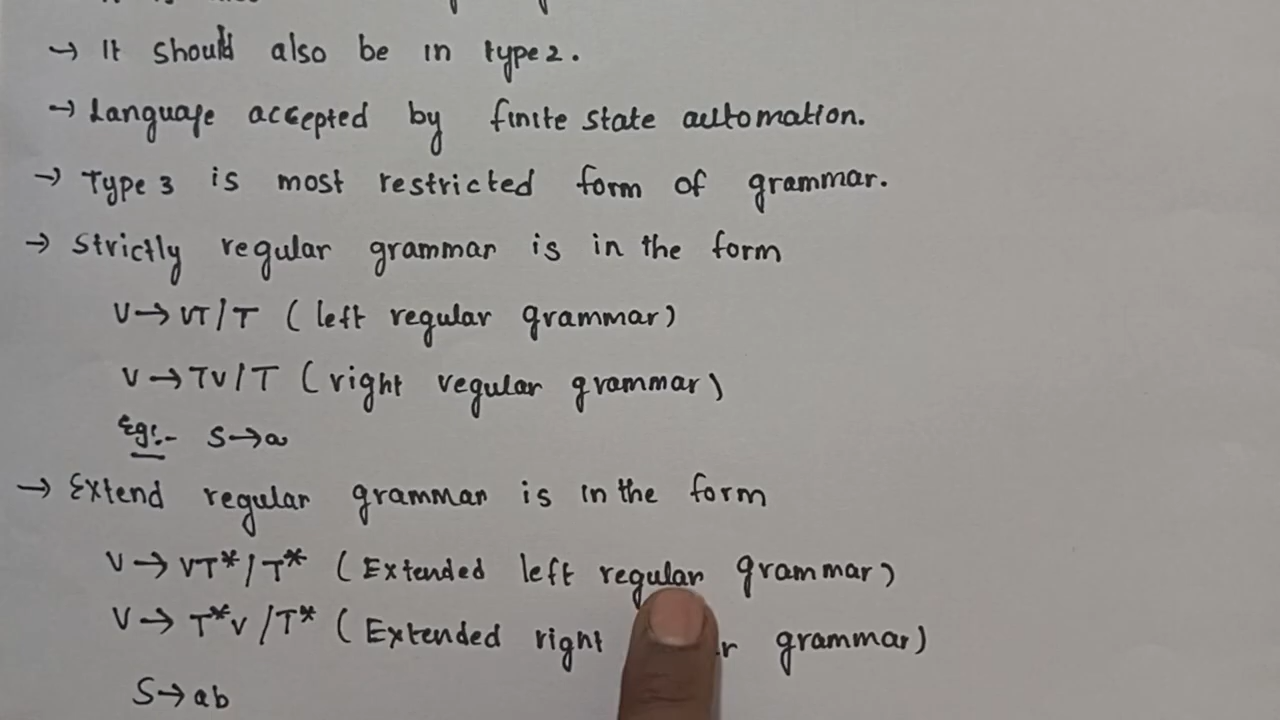 → It should also be in type 2.
→ Language accepted by finite state automation.
→ Type 3 is most restricted form of grammar.
→ Strictly regular grammar is in the form
V → VT/T (left regular grammar)
V → TV/T (right regular grammar)
Eg:- S → a
→ Extend regular grammar is in the form
V → VT*/T* (Extended left regular grammar)
V → T*V/T* (Extended right r grammar)
S → ab